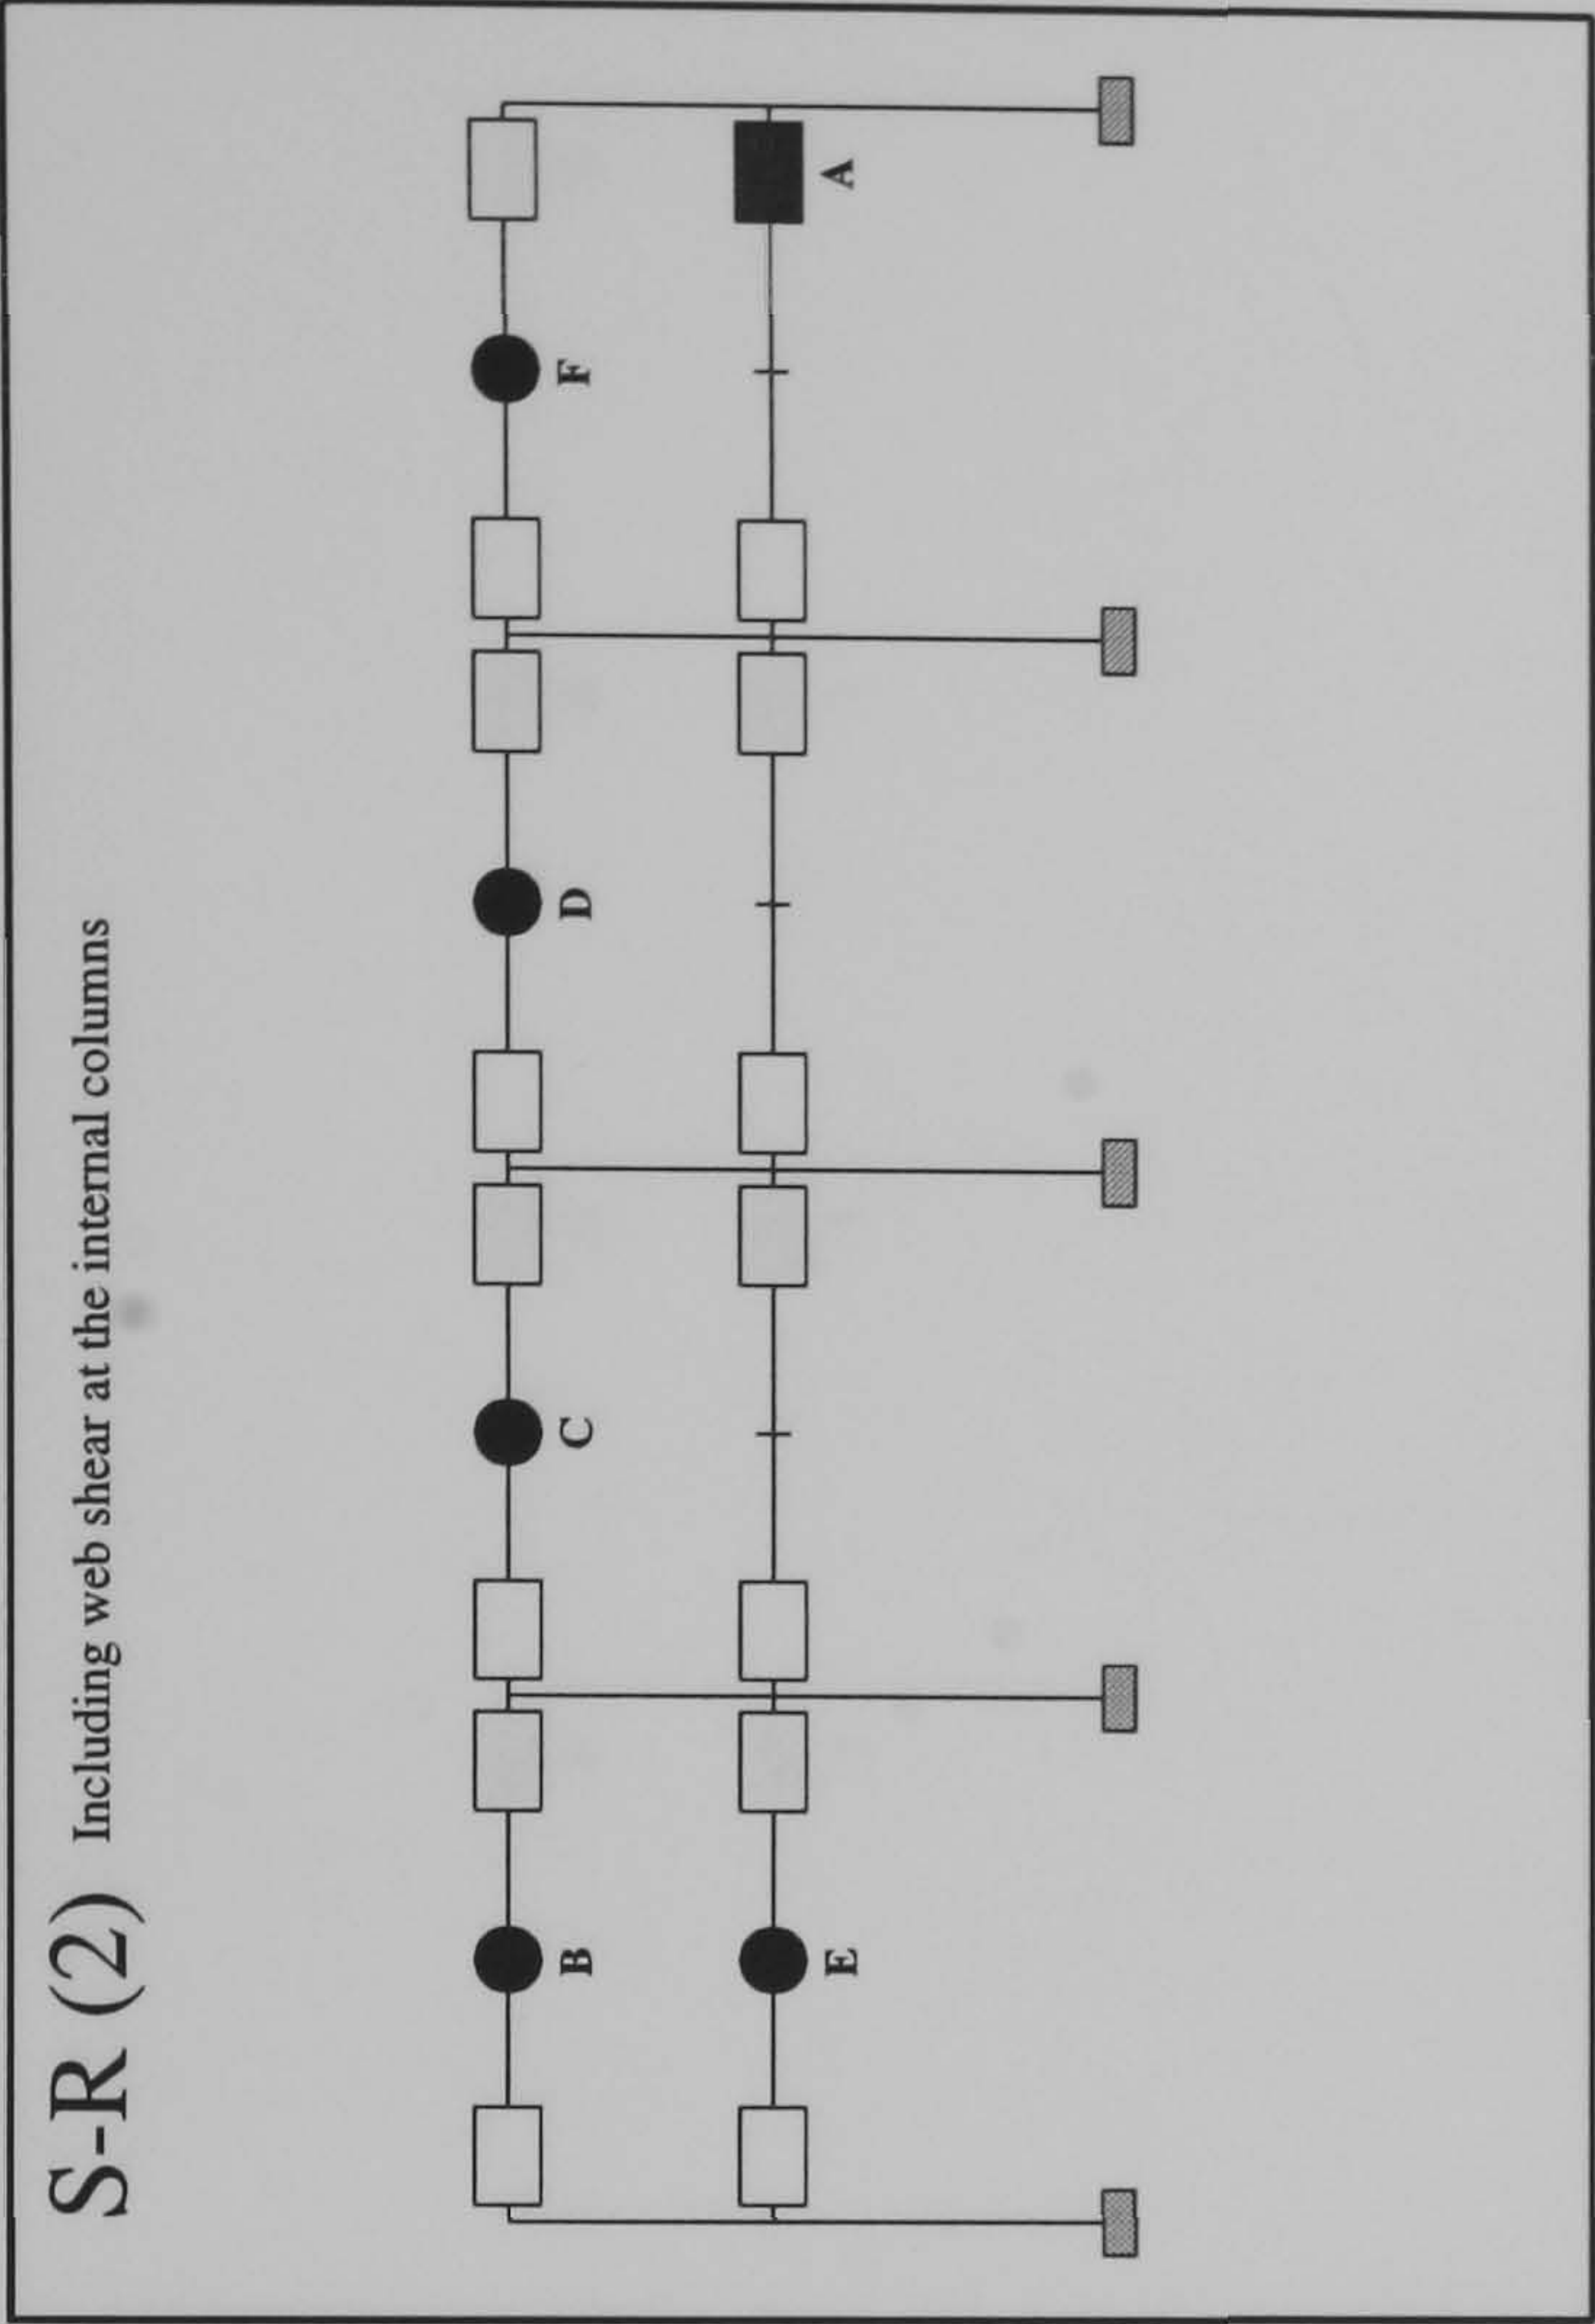 S-R (2) Including web shear at the internal columns
B C D F
E A